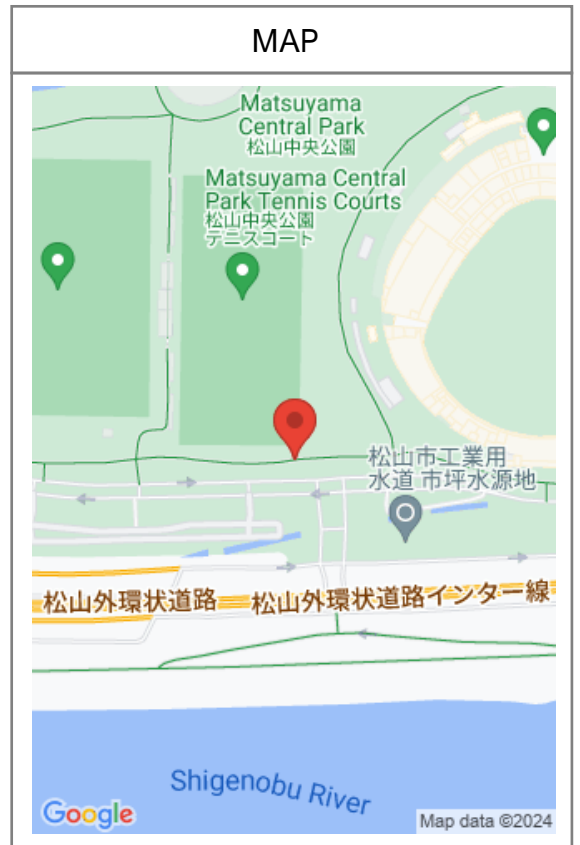 MAP
Matsuyama
Central Park
松山中央公園
Matsuyama Central
Park Tennis Courts
松山中央公園
テニスコート
松山市工業用
水道 市坪水源地
松山外環状道路
松山外環状道路インター線
Shigenobu River
Google
Map data ©2024